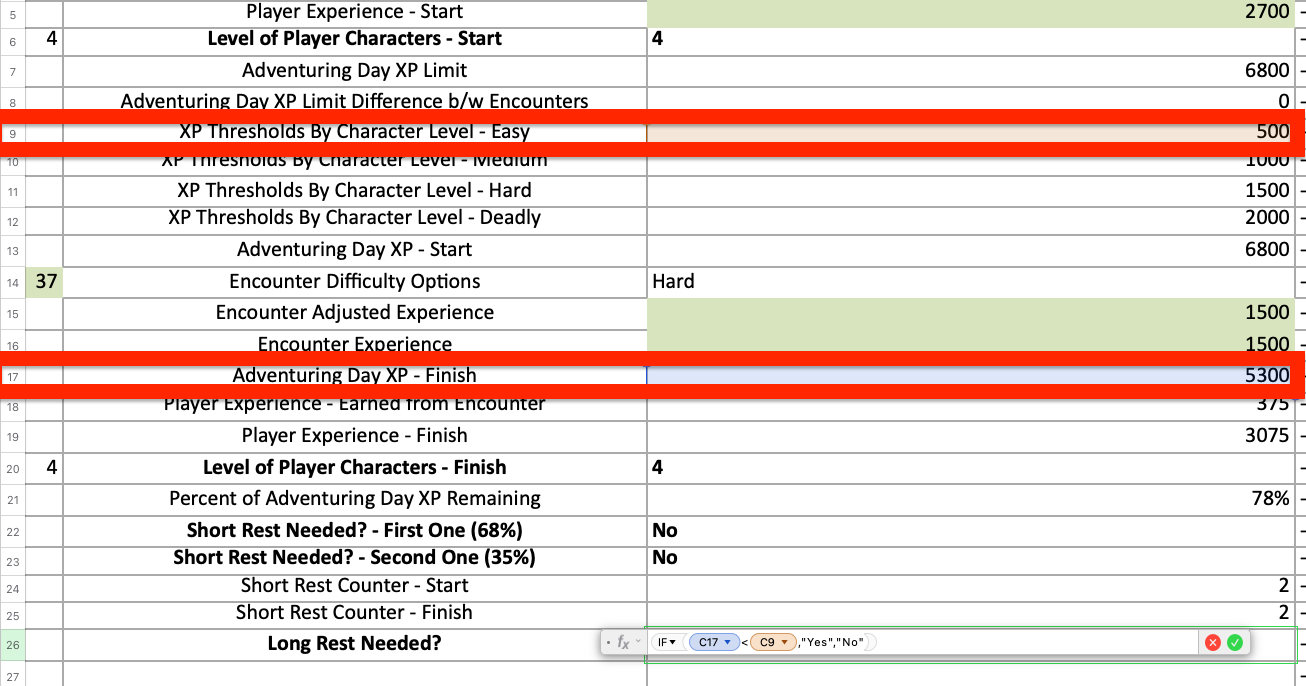 5 Player Experience - Start 2700 -
6 4 Level of Player Characters - Start 4 -
7 Adventuring Day XP Limit 6800 -
8 Adventuring Day XP Limit Difference b/w Encounters 0 -
9 XP Thresholds By Character Level - Easy 500 -
10 XP Thresholds By Character Level - Medium 1000 -
11 XP Thresholds By Character Level - Hard 1500 -
12 XP Thresholds By Character Level - Deadly 2000 -
13 Adventuring Day XP - Start 6800 -
14 37 Encounter Difficulty Options Hard -
15 Encounter Adjusted Experience 1500 -
16 Encounter Experience 1500 -
17 Adventuring Day XP - Finish 5300 -
18 Player Experience - Earned from Encounter 375 -
19 Player Experience - Finish 3075 -
20 4 Level of Player Characters - Finish 4 -
21 Percent of Adventuring Day XP Remaining 78% -
22 Short Rest Needed? - First One (68%) No -
23 Short Rest Needed? - Second One (35%) No -
24 Short Rest Counter - Start 2 -
25 Short Rest Counter - Finish 2 -
26 Long Rest Needed? fx IF C17 < C9 ,"Yes","No" -
27 -